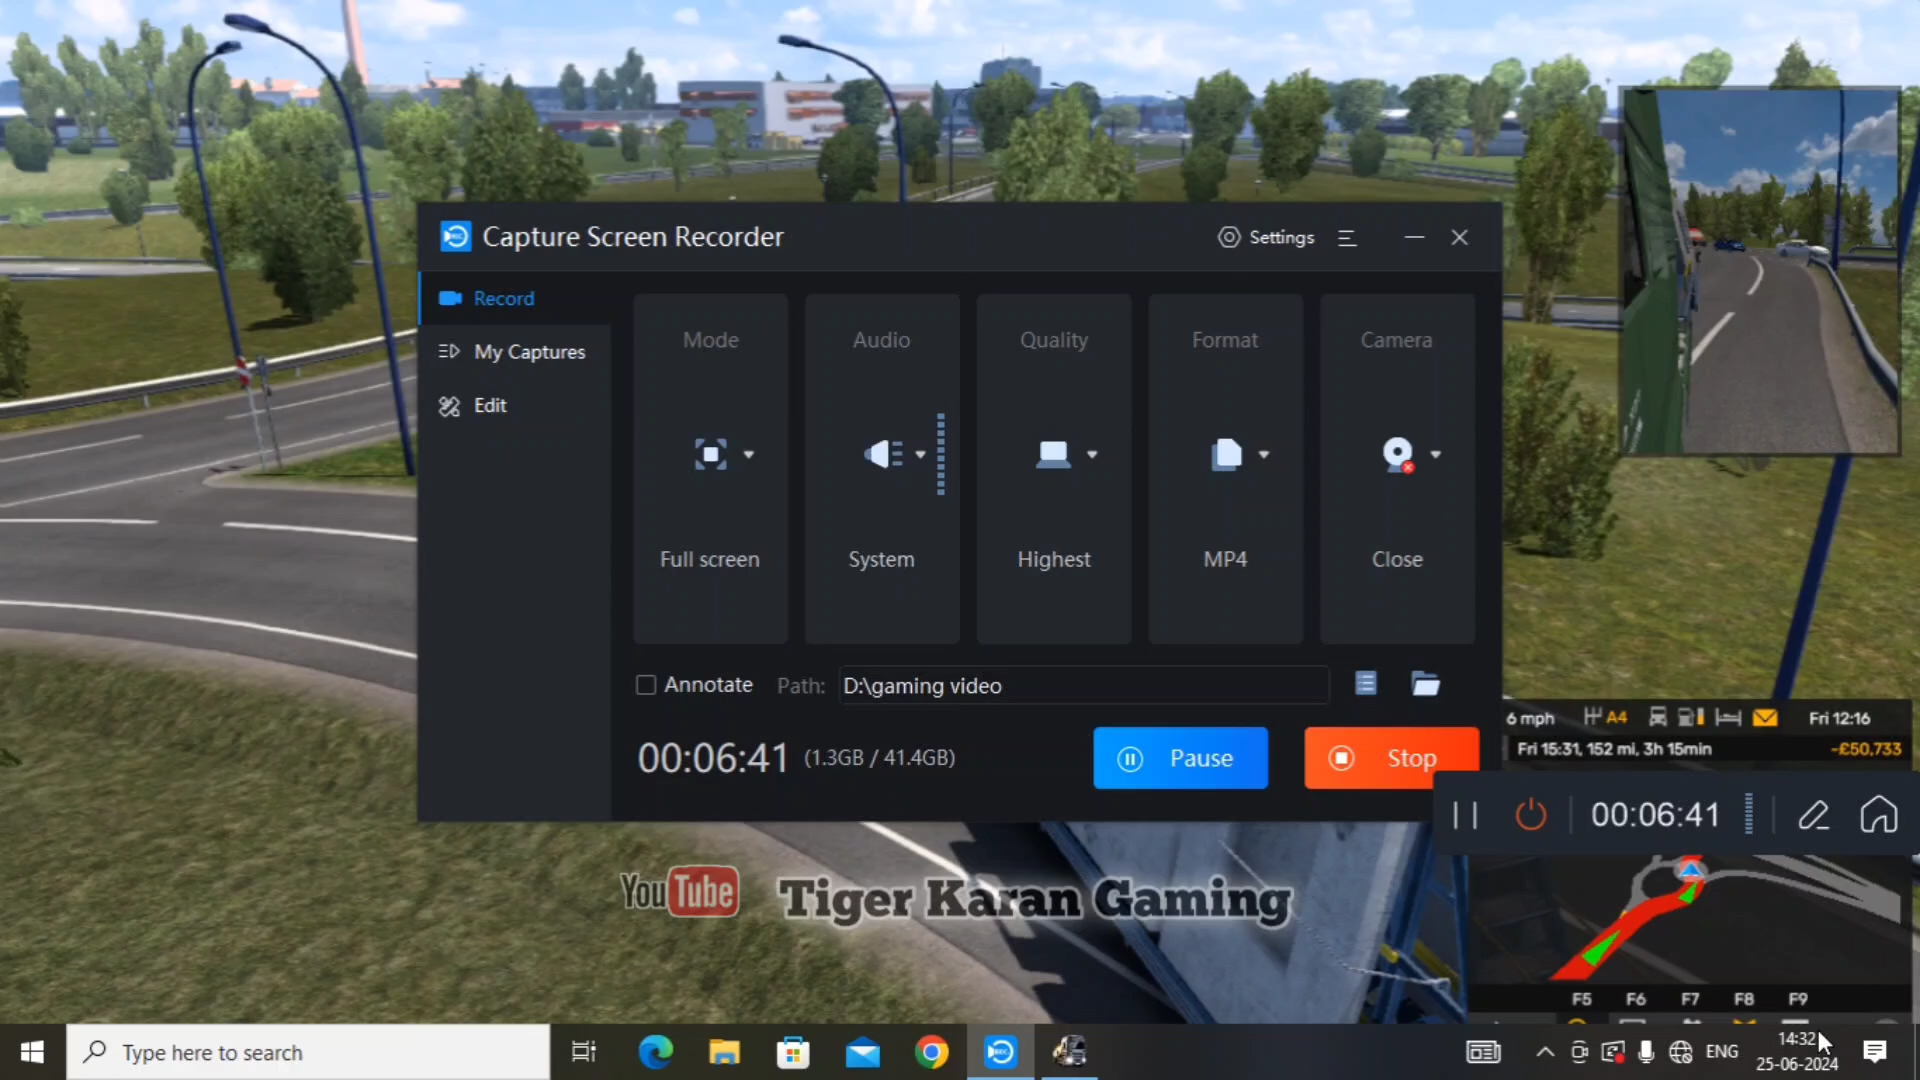 Capture Screen Recorder
Settings
Record
My Captures
Edit
Mode
Audio
Quality
Format
Camera
Full screen
System
Highest
MP4
Close
Annotate Path: D:\gaming video
00:06:41 (1.3GB / 41.4GB)
Pause
Stop
6 mph A4 Fri 12:16
Fri 15:31, 152 mi, 3h 15min -£50,733
00:06:41
YouTube Tiger Karan Gaming
F5 F6 F7 F8 F9
Type here to search
ENG
14:32
25-06-2024